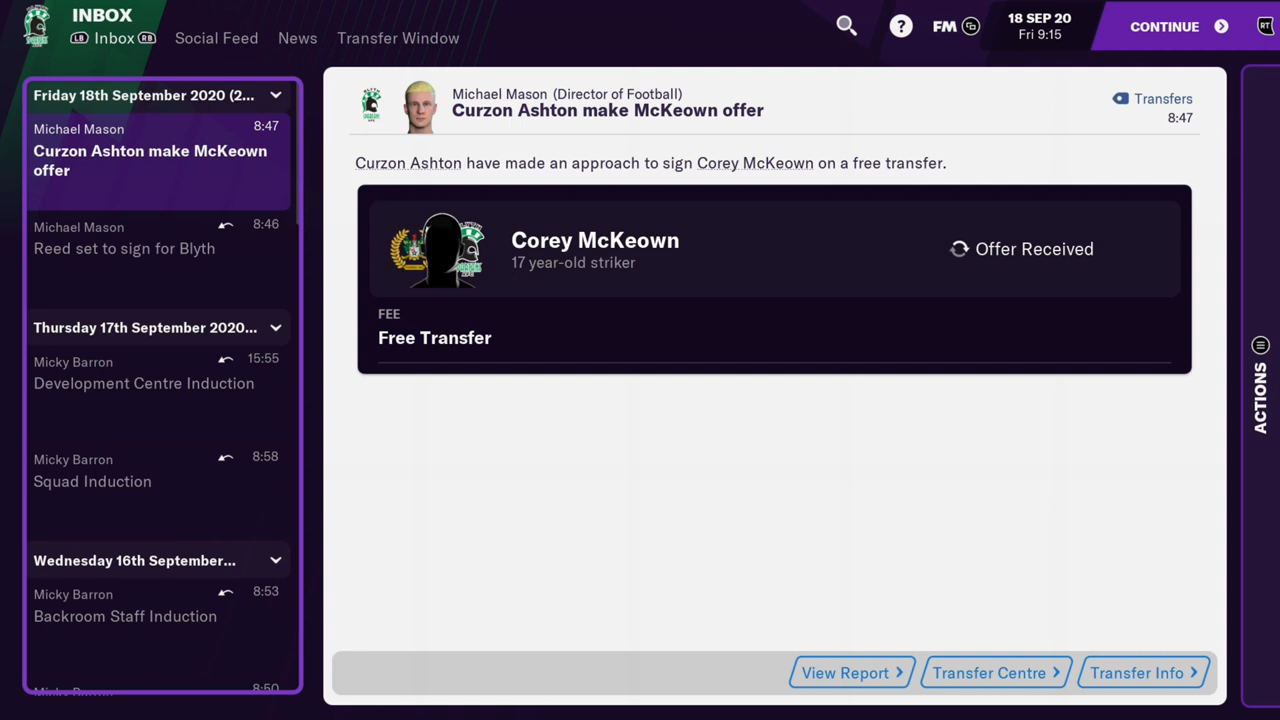 INBOX
LB Inbox RB Social Feed News Transfer Window
? FM 18 SEP 20
Fri 9:15
CONTINUE RT
Friday 18th September 2020 (2...
Michael Mason 8:47
Curzon Ashton make McKeown
offer
Michael Mason 8:46
Reed set to sign for Blyth
Thursday 17th September 2020...
Micky Barron 15:55
Development Centre Induction
Micky Barron 8:58
Squad Induction
Wednesday 16th September...
Micky Barron 8:53
Backroom Staff Induction
Micky Barron 8:50
Michael Mason (Director of Football)
Curzon Ashton make McKeown offer
Transfers
8:47
Curzon Ashton have made an approach to sign Corey McKeown on a free transfer.
Corey McKeown
17 year-old striker
Offer Received
FEE
Free Transfer
View Report
Transfer Centre
Transfer Info
ACTIONS